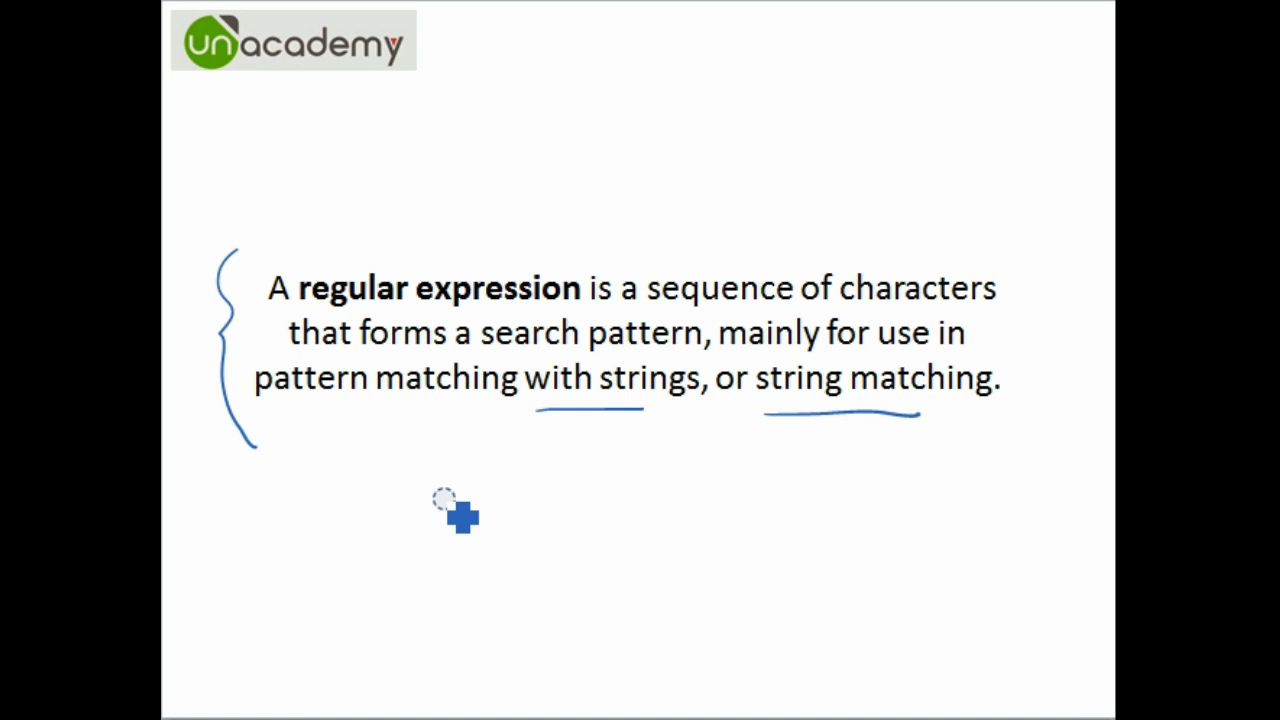 unacademy
A regular expression is a sequence of characters
that forms a search pattern, mainly for use in
pattern matching with strings, or string matching.